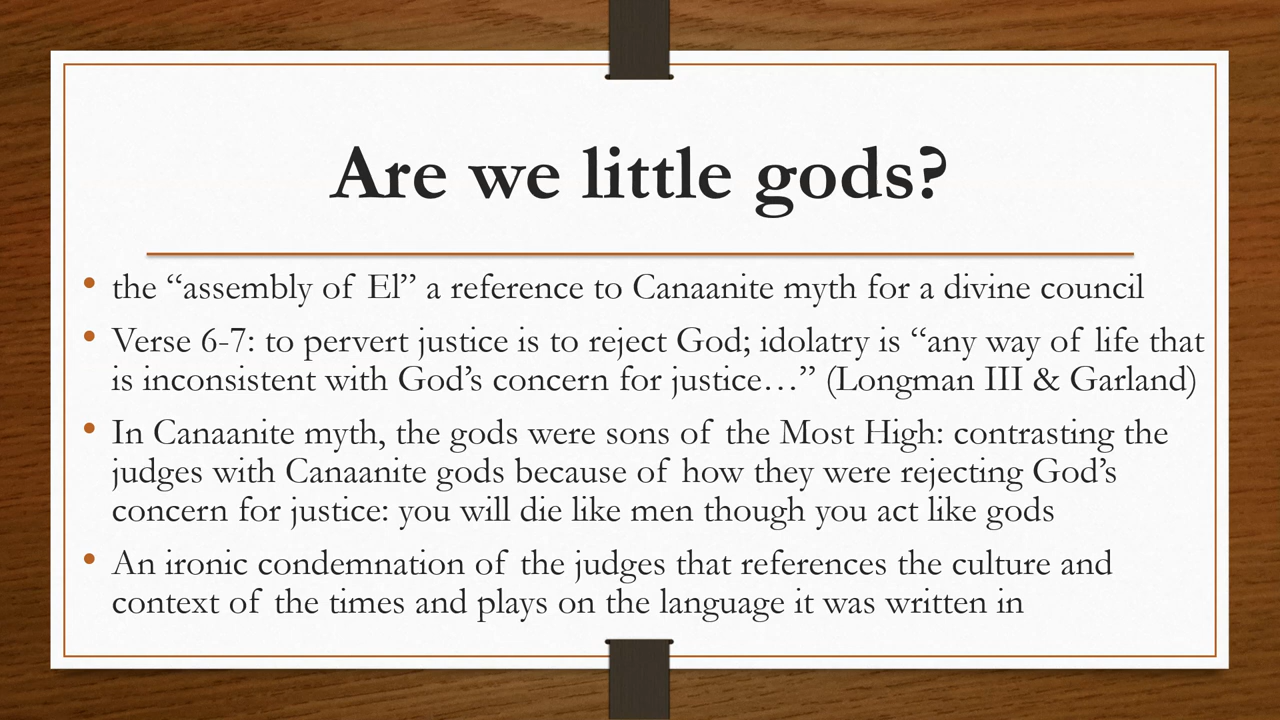 Are we little gods?
• the “assembly of El” a reference to Canaanite myth for a divine council
• Verse 6-7: to pervert justice is to reject God; idolatry is “any way of life that
is inconsistent with God’s concern for justice…” (Longman III & Garland)
• In Canaanite myth, the gods were sons of the Most High: contrasting the
judges with Canaanite gods because of how they were rejecting God’s
concern for justice: you will die like men though you act like gods
• An ironic condemnation of the judges that references the culture and
context of the times and plays on the language it was written in